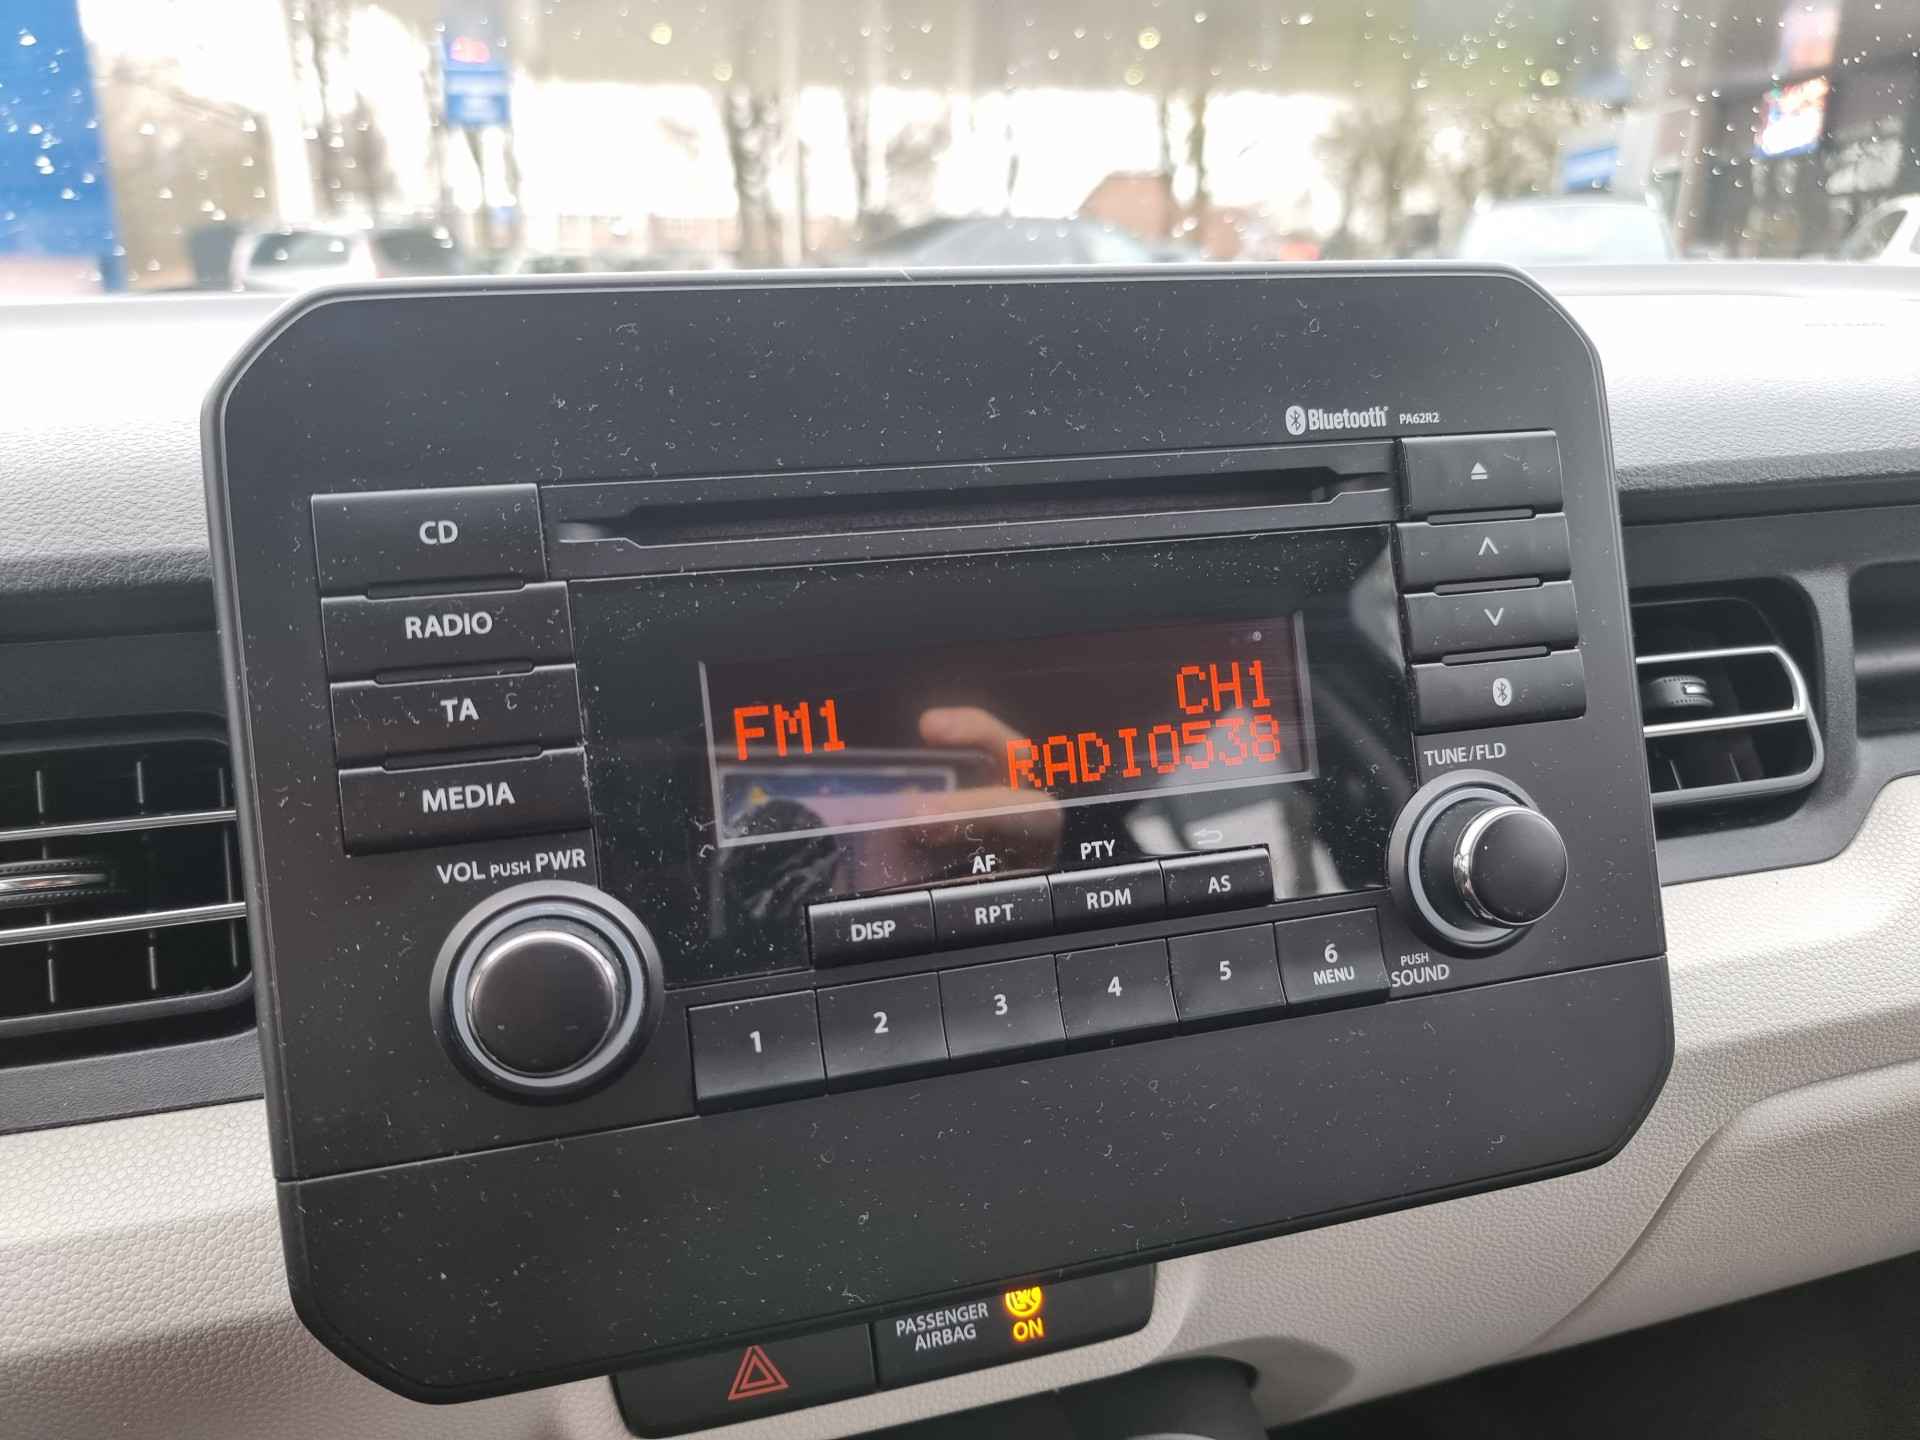 Bluetooth PA62R2
CD
RADIO
TA
MEDIA
VOL PUSH PWR
FM1
CH1
RADIO538
AF
PTY
DISP
RPT
RDM
AS
1
2
3
4
5
6
MENU
TUNE/FLD
PUSH
SOUND
PASSENGER
AIRBAG
ON